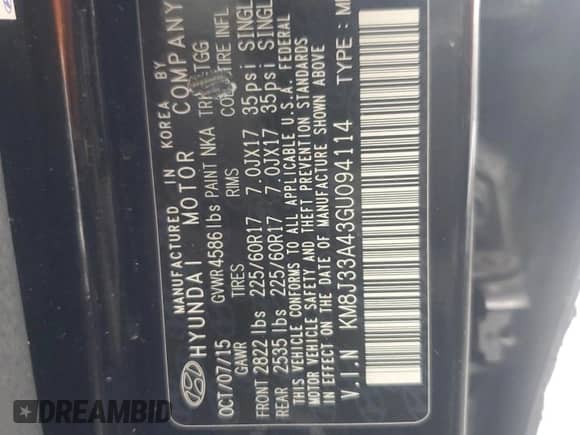 MANUFACTURED IN KOREA BY
HYUNDAI MOTOR COMPANY
OCT/07/15 GVWR 4586 lbs PAINT NKA TRIM TGG
GAWR TIRES RIMS COLD TIRE INFL
FRONT 2822 lbs 225/60R17 7.0JX17 35psi SINGL
REAR 2535 lbs 225/60R17 7.0JX17 35psi SINGL
THIS VEHICLE CONFORMS TO ALL APPLICABLE U.S.A. FEDERAL
MOTOR VEHICLE SAFETY AND THEFT PREVENTION STANDARDS
IN EFFECT ON THE DATE OF MANUFACTURE SHOWN ABOVE
V.I.N KM8J33A43GU094114 TYPE :
DREAMBID